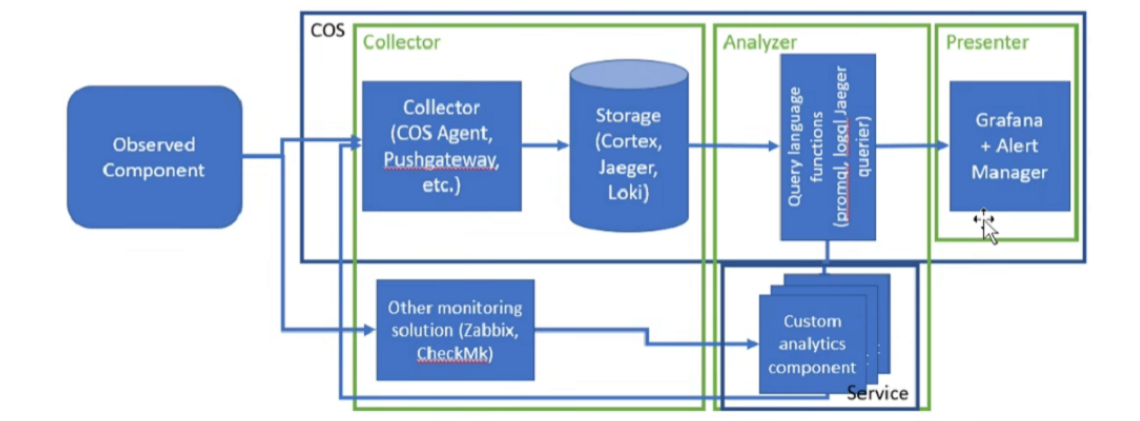 COS
Collector
Analyzer
Presenter
Observed
Component
Collector
(COS Agent,
Pushgateway,
etc.)
Storage
(Cortex,
Jaeger,
Loki)
Query language
functions
(promql, logql Jaeger
querier)
Grafana
+ Alert
Manager
Other monitoring
solution (Zabbix,
CheckMk)
Custom
analytics
component
Service